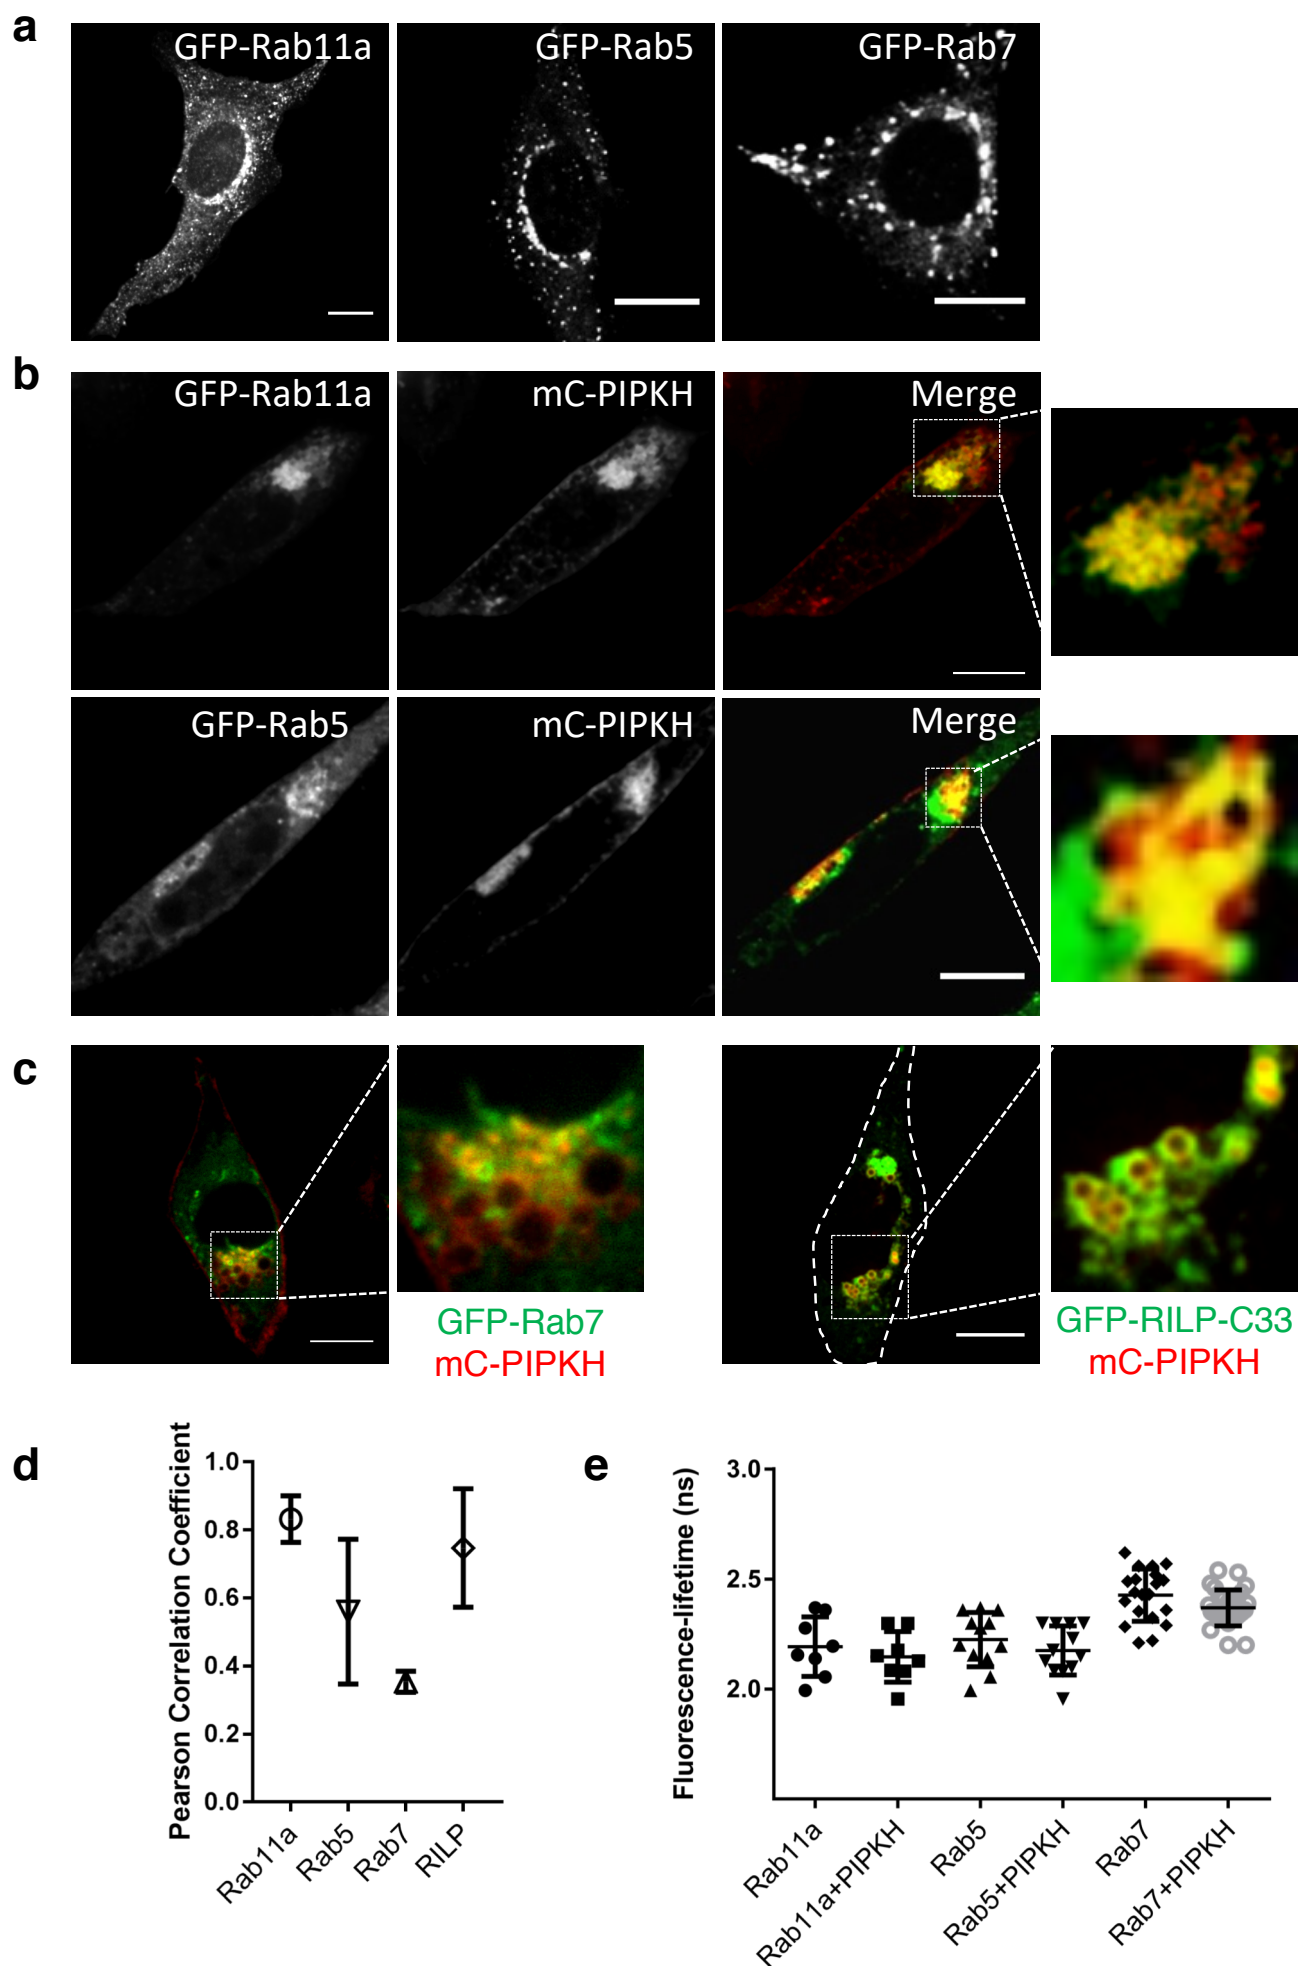 a
GFP-Rab11a
GFP-Rab5
GFP-Rab7
b
GFP-Rab11a
mC-PIPKH
Merge
GFP-Rab5
mC-PIPKH
Merge
c
GFP-Rab7
mC-PIPKH
GFP-RILP-C33
mC-PIPKH
d
Pearson Correlation Coefficient
1.0
0.8
0.6
0.4
0.2
0.0
Rab11a
Rab5
Rab7
RILP
e
Fluorescence-lifetime (ns)
3.0
2.5
2.0
Rab11a
Rab11a+PIPKH
Rab5
Rab5+PIPKH
Rab7
Rab7+PIPKH